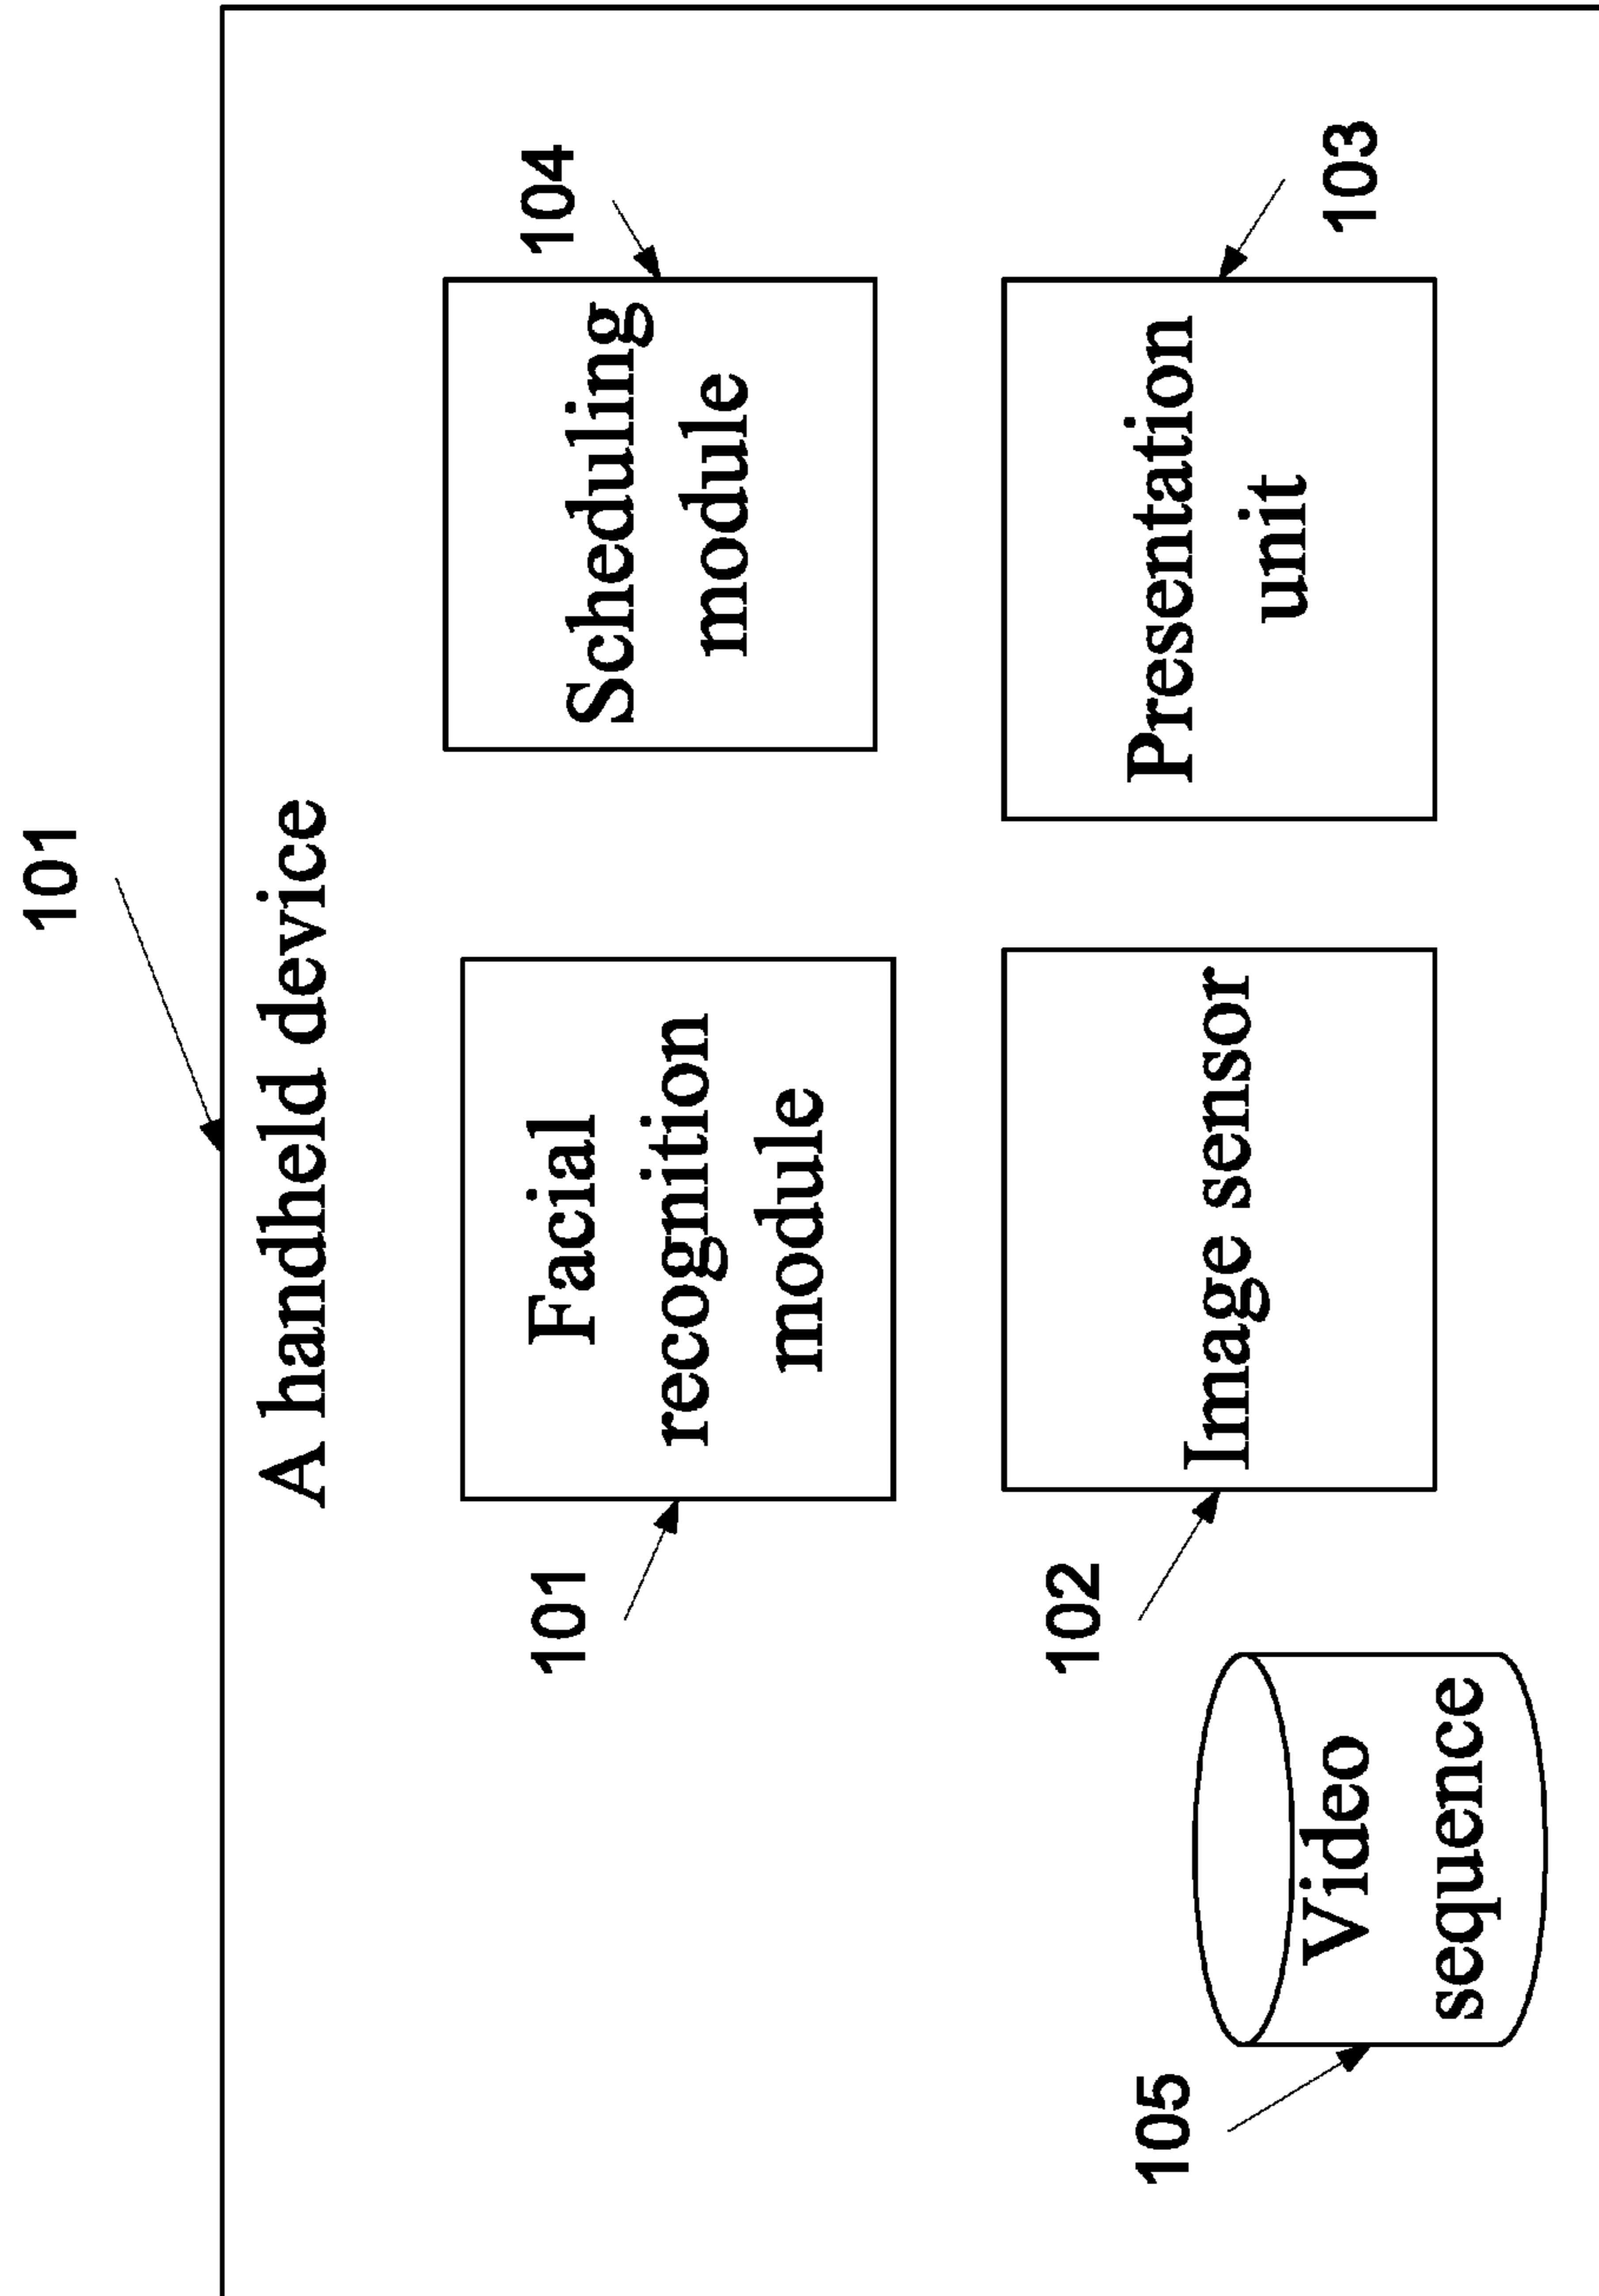 101
A handheld device
101
Facial
recognition
module
104
Scheduling
module
102
Image sensor
103
Presentation
unit
105
Video
sequence